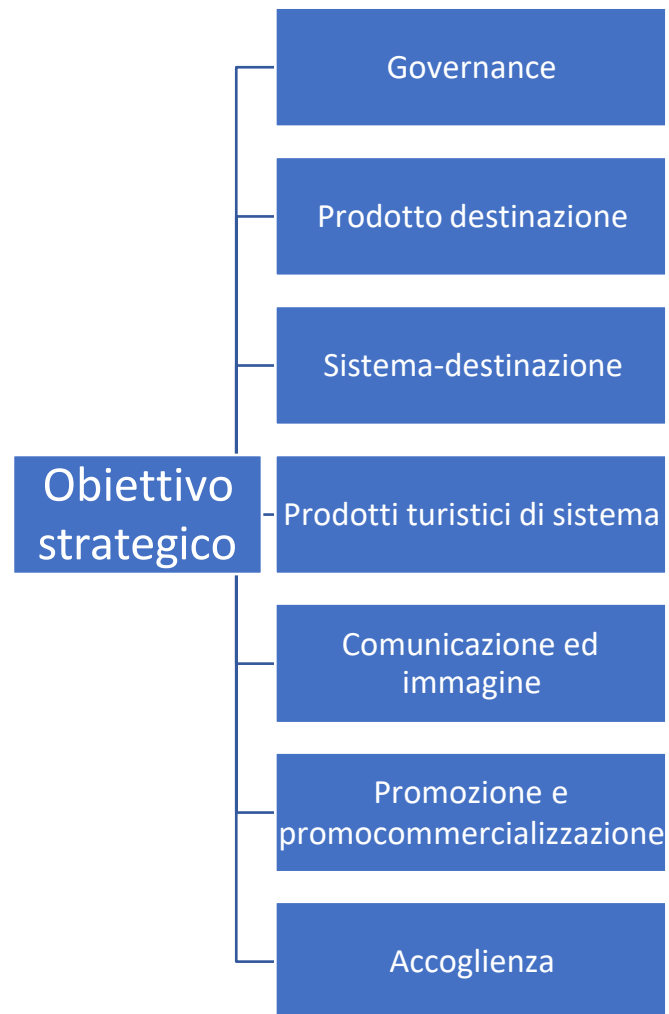 Governance
Prodotto destinazione
Sistema-destinazione
Obiettivo
strategico
Prodotti turistici di sistema
Comunicazione ed
immagine
Promozione e
promocommercializzazione
Accoglienza